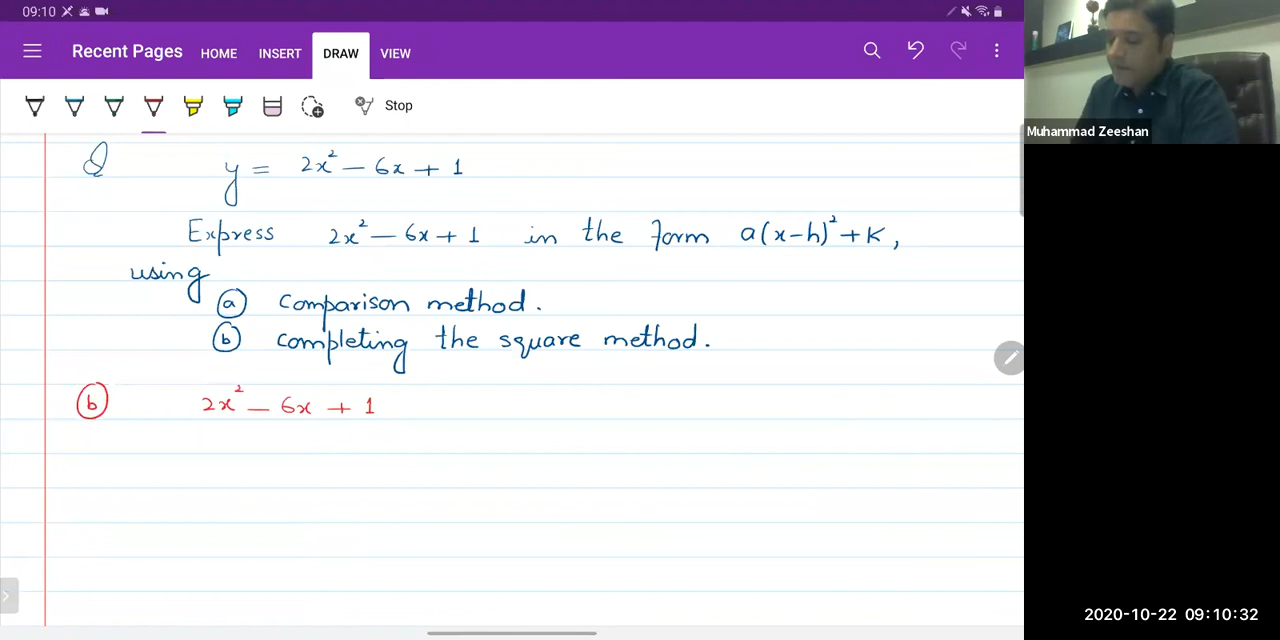 09:10
Recent Pages HOME INSERT DRAW VIEW
Stop
Muhammad Zeeshan
Q y = 2x² – 6x + 1
Express 2x² – 6x + 1 in the form a(x–h)² + K,
using
(a) comparison method.
(b) completing the square method.
(b) 2x² – 6x + 1
2020-10-22 09:10:32